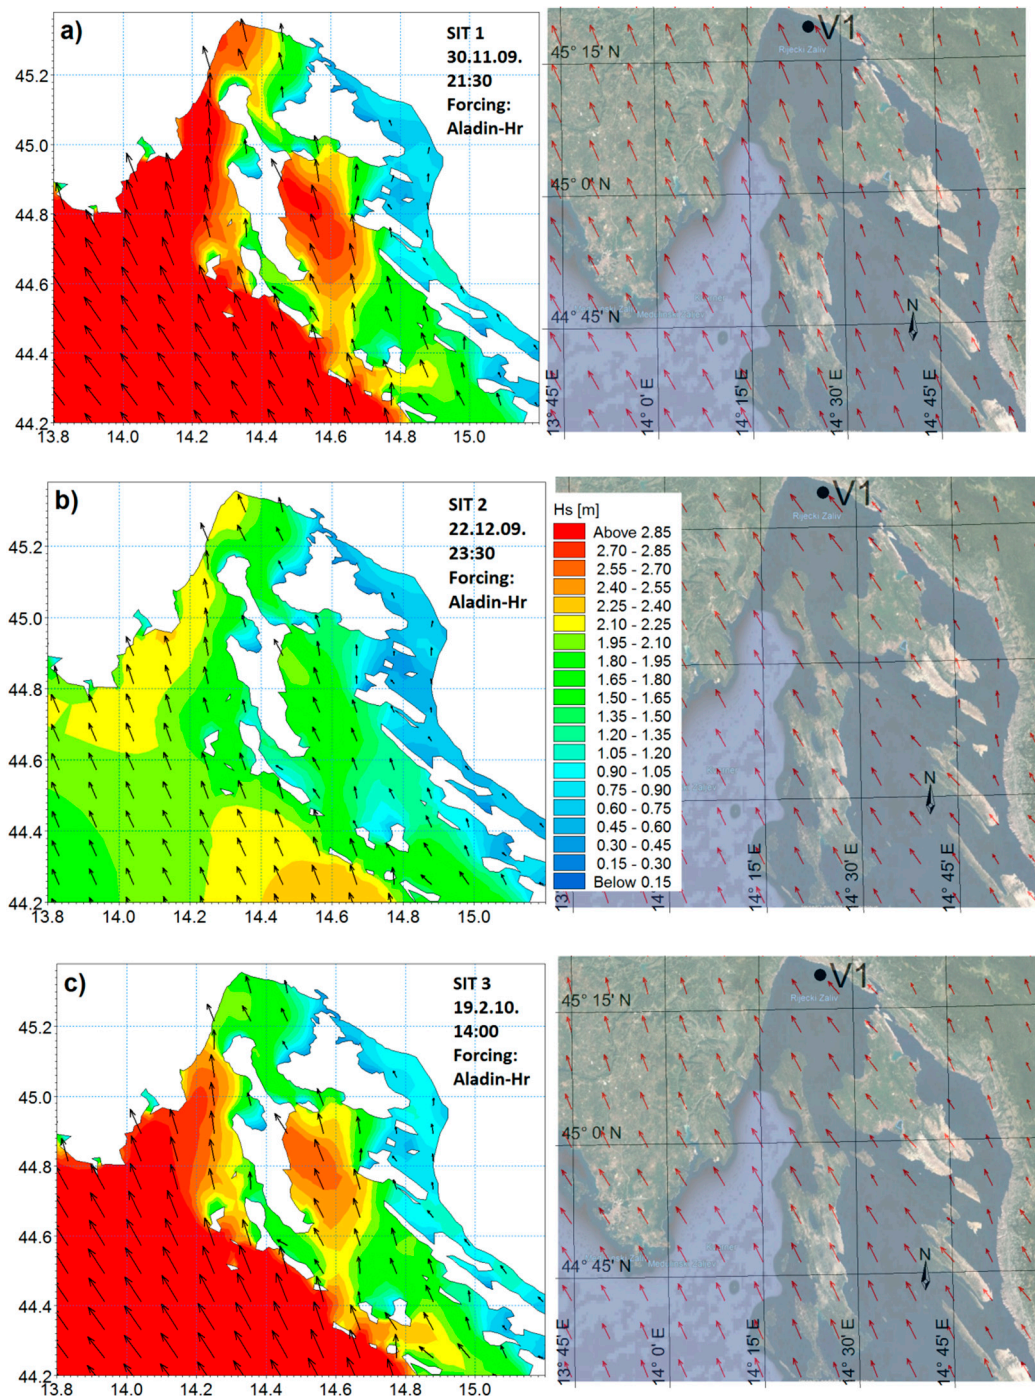 a)
SIT 1
30.11.09.
21:30
Forcing:
Aladin-Hr
45.2
45.0
44.8
44.6
44.4
44.2
13.8 14.0 14.2 14.4 14.6 14.8 15.0
V1
Rijecki Zaliv
45° 15' N
45° 0' N
44° 45' N
N
13° 45' E
14° 0' E
14° 15' E
14° 30' E
14° 45' E
b)
SIT 2
22.12.09.
23:30
Forcing:
Aladin-Hr
45.2
45.0
44.8
44.6
44.4
44.2
13.8 14.0 14.2 14.4 14.6 14.8 15.0
Hs [m]
Above 2.85
2.70 - 2.85
2.55 - 2.70
2.40 - 2.55
2.25 - 2.40
2.10 - 2.25
1.95 - 2.10
1.80 - 1.95
1.65 - 1.80
1.50 - 1.65
1.35 - 1.50
1.20 - 1.35
1.05 - 1.20
0.90 - 1.05
0.75 - 0.90
0.60 - 0.75
0.45 - 0.60
0.30 - 0.45
0.15 - 0.30
Below 0.15
V1
Rijecki Zaliv
N
14° 15' E
14° 30' E
14° 45' E
c)
SIT 3
19.2.10.
14:00
Forcing:
Aladin-Hr
45.2
45.0
44.8
44.6
44.4
44.2
13.8 14.0 14.2 14.4 14.6 14.8 15.0
V1
Rijecki Zaliv
45° 15' N
45° 0' N
44° 45' N
N
13° 45' E
14° 0' E
14° 15' E
14° 30' E
14° 45' E